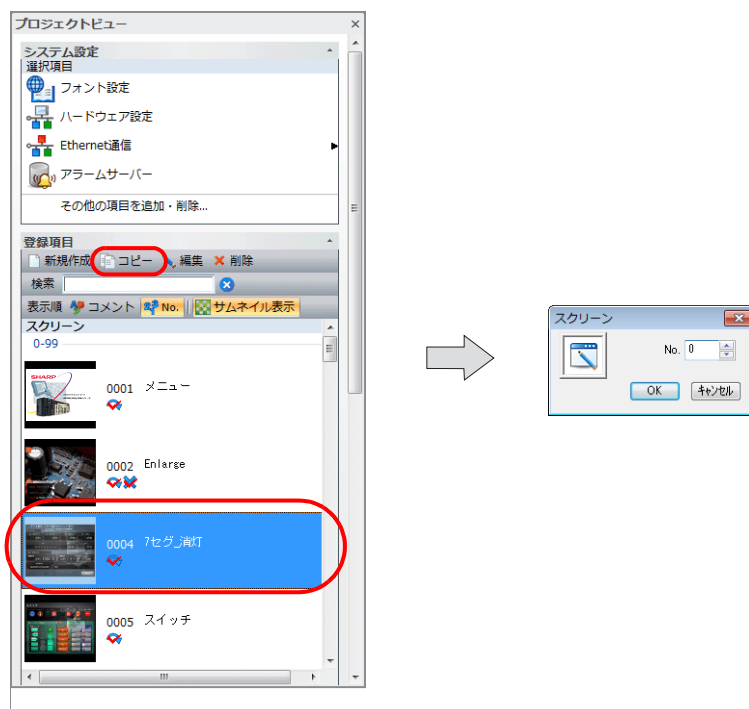 プロジェクトビュー
システム設定
選択項目
フォント設定
ハードウェア設定
Ethernet通信
アラームサーバー
その他の項目を追加・削除...
登録項目
新規作成 コピー 編集 削除
検索
表示順 コメント No. サムネイル表示
スクリーン
0-99
SHARP
0001 メニュー
0002 Enlarge
0004 7セグ_消灯
0005 スイッチ
スクリーン
No. 0
OK キャンセル